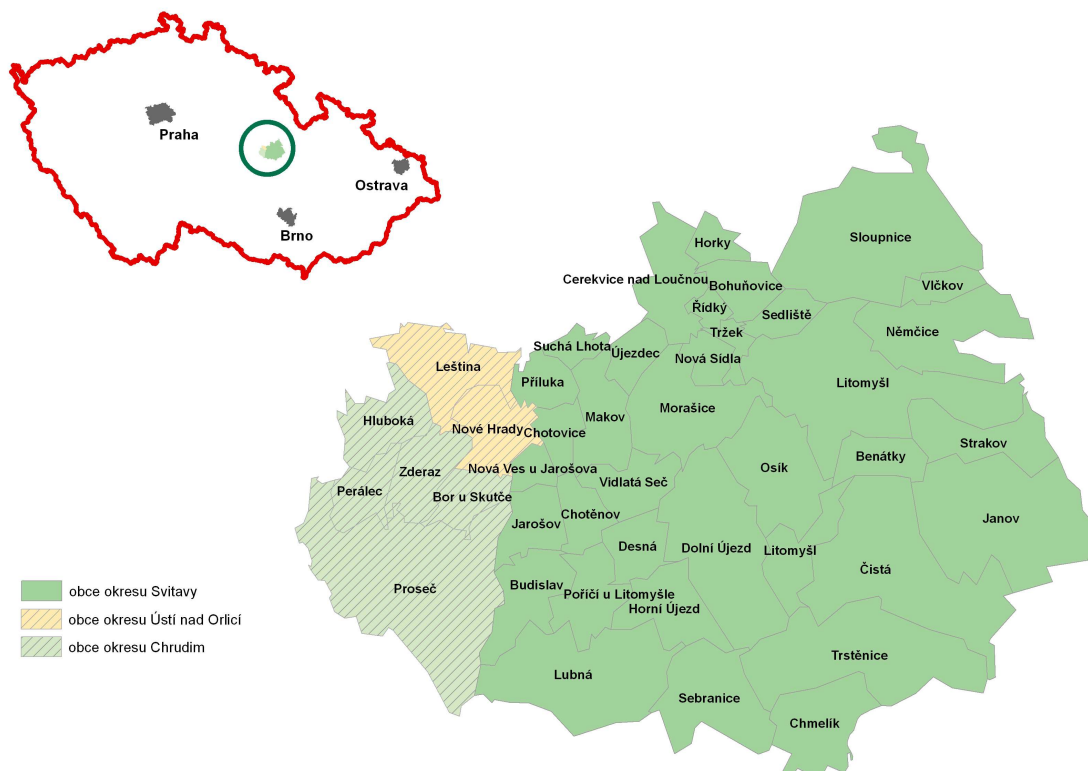 Praha
Ostrava
Brno
Sloupnice
Horky
Cerekvice nad Loučnou
Bohuňovice
Vlčkov
Řídký
Sedliště
Tržek
Němčice
Suchá Lhota
Újezdec
Nová Sídla
Leština
Příluka
Litomyšl
Morašice
Makov
Hluboká
Nové Hrady
Chotovice
Strakov
Benátky
Zderaz
Nová Ves u Jarošova
Osík
Vidlatá Seč
Perálec
Bor u Skutče
Chotěnov
Janov
Jarošov
Desná
Dolní Újezd
Litomyšl
Čistá
Proseč
Budislav
Poříčí u Litomyšle
Horní Újezd
Trstěnice
Lubná
Sebranice
Chmelík
obce okresu Svitavy
obce okresu Ústí nad Orlicí
obce okresu Chrudim